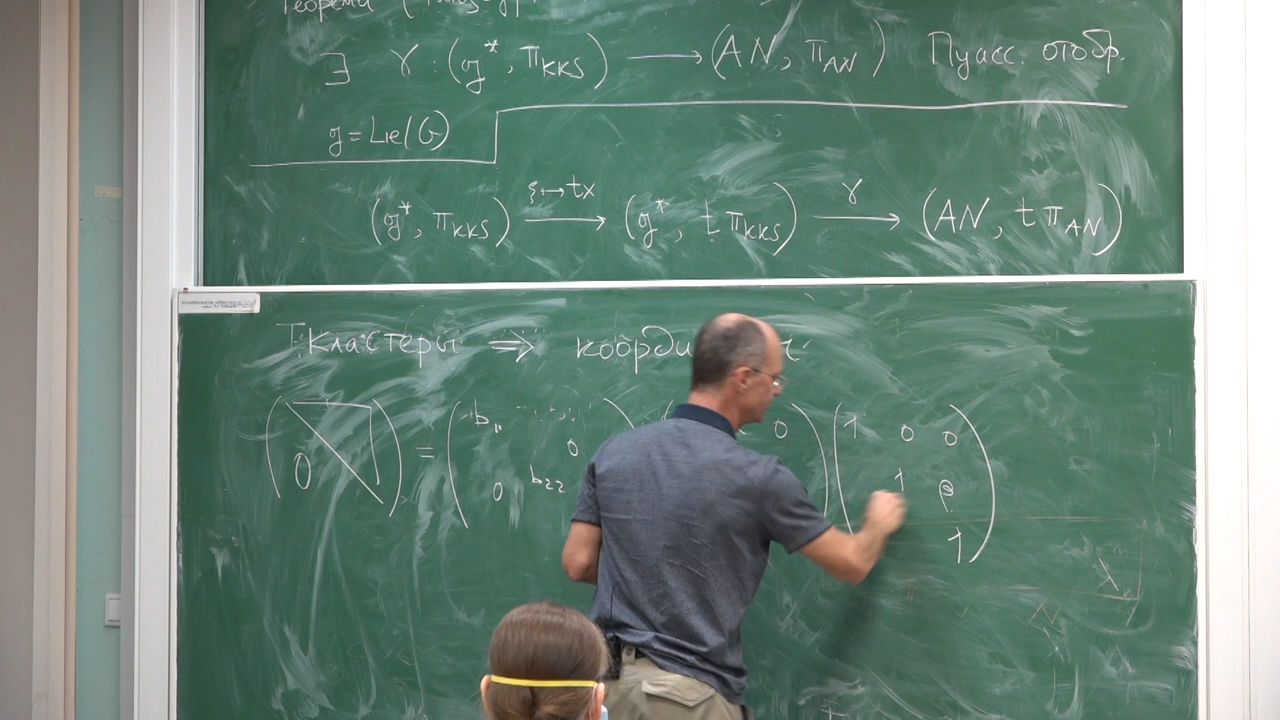 Теорема
∃ γ : (g*, π_KKS) ⟶ (AN, π_AN) Пуасс. отобр.
g = Lie(G)
(g*, π_KKS) ξ↦tx ⟶ (g*, t π_KKS) γ ⟶ (AN, t π_AN)
Кластеры ⇒
0 = ( b₁₁ 0 0 b₂₂ 0 ) ( 1 0 0 1 β 1 )